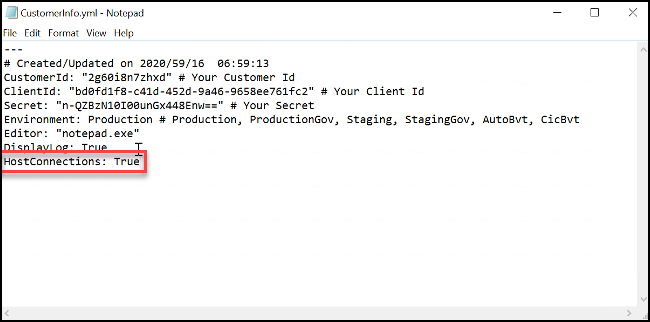 CustomerInfo.yml - Notepad
File Edit Format View Help
---
# Created/Updated on 2020/59/16  06:59:13
CustomerId: "2g60i8n7zhxd" # Your Customer Id
ClientId: "bd0fd1f8-c41d-452d-9a46-9658ee761fc2" # Your Client Id
Secret: "n-QZBzN10I00unGx448Enw==" # Your Secret
Environment: Production # Production, ProductionGov, Staging, StagingGov, AutoBvt, CicBvt
Editor: "notepad.exe"
DisplayLog: True
HostConnections: True